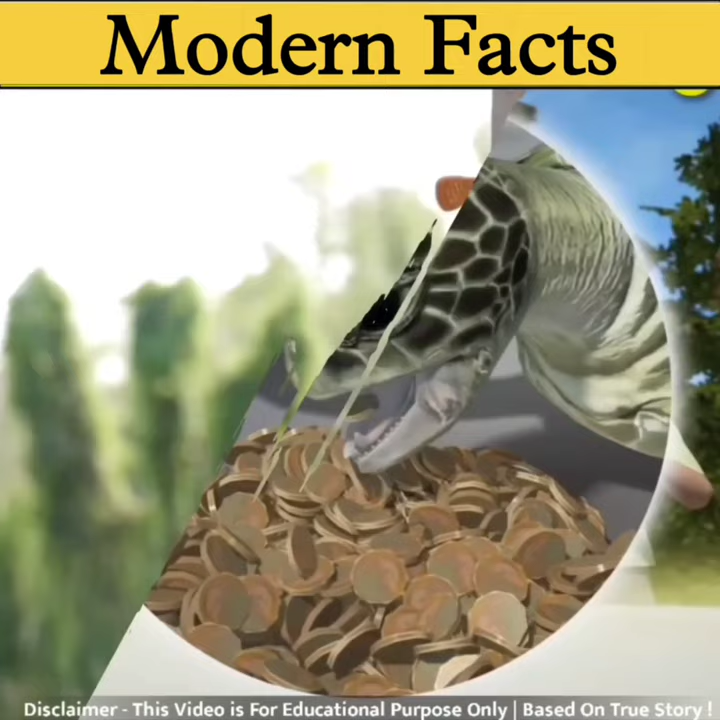 Modern Facts
Disclaimer - This Video is For Educational Purpose Only | Based On True Story !